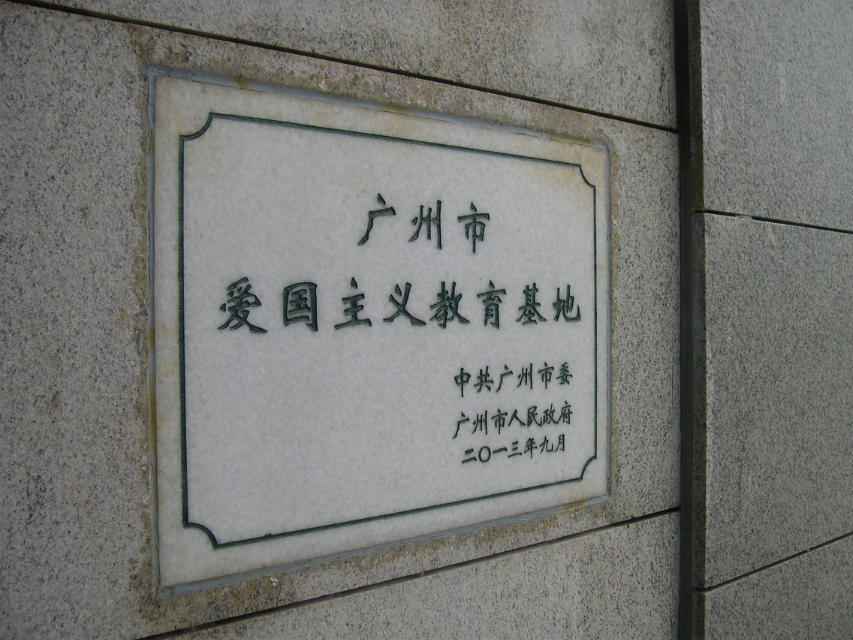 广州市
爱国主义教育基地
中共广州市委
广州市人民政府
二〇一三年九月